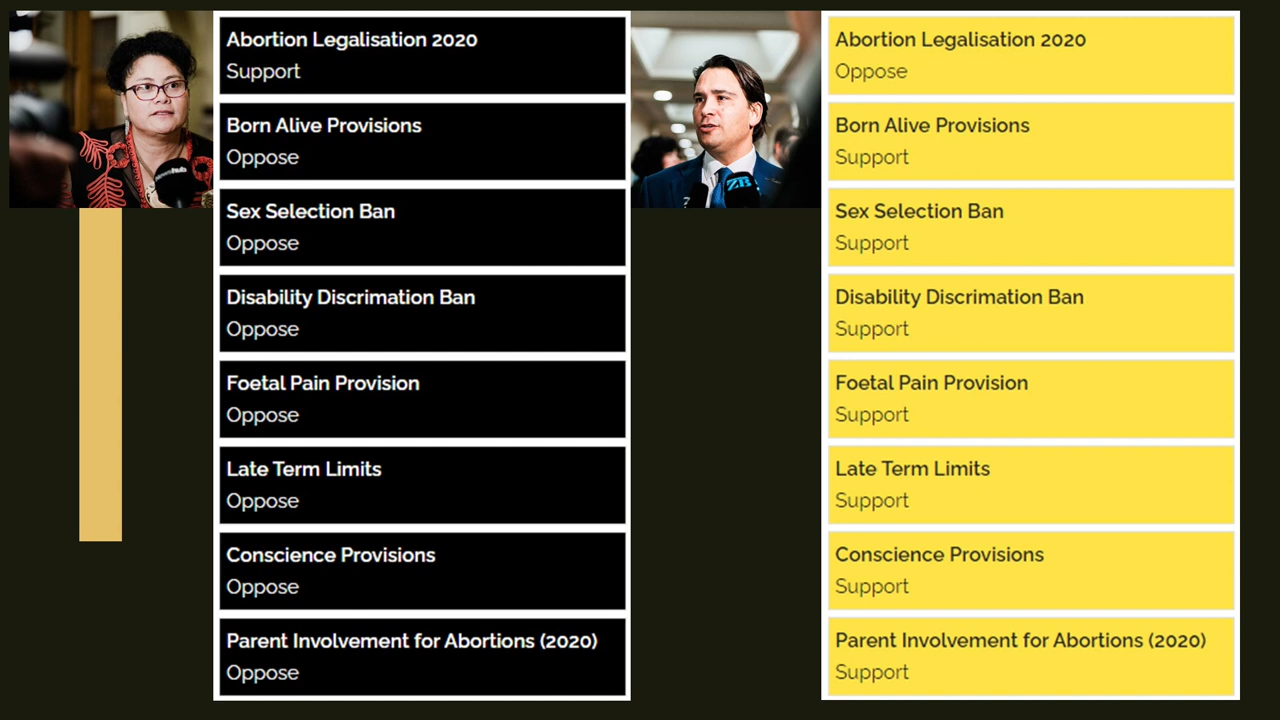 Abortion Legalisation 2020
Support
Born Alive Provisions
Oppose
Sex Selection Ban
Oppose
Disability Discrimation Ban
Oppose
Foetal Pain Provision
Oppose
Late Term Limits
Oppose
Conscience Provisions
Oppose
Parent Involvement for Abortions (2020)
Oppose
ZB
Abortion Legalisation 2020
Oppose
Born Alive Provisions
Support
Sex Selection Ban
Support
Disability Discrimation Ban
Support
Foetal Pain Provision
Support
Late Term Limits
Support
Conscience Provisions
Support
Parent Involvement for Abortions (2020)
Support